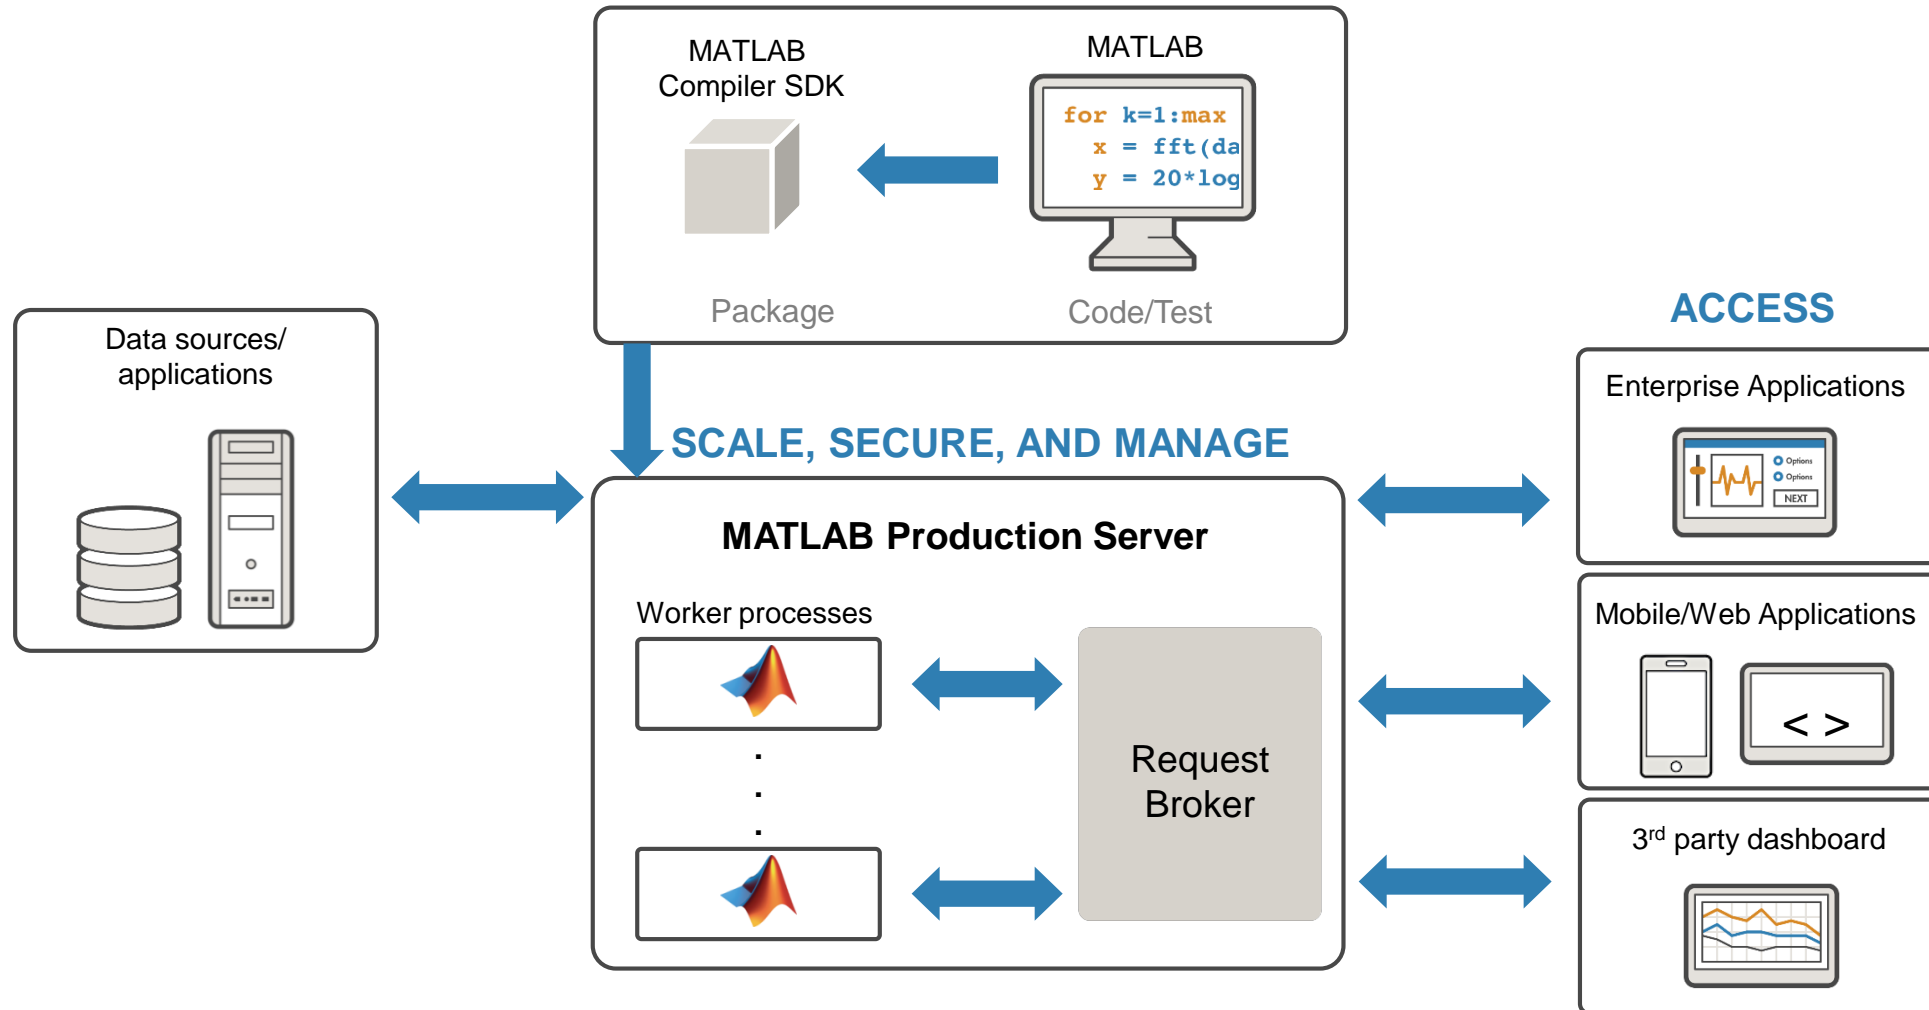 MATLAB
Compiler SDK
MATLAB
for k=1:max
x = fft(da
y = 20*log
Package
Code/Test
Data sources/
applications
SCALE, SECURE, AND MANAGE
MATLAB Production Server
Worker processes
Request
Broker
ACCESS
Enterprise Applications
Options
Options
NEXT
Mobile/Web Applications
< >
3rd party dashboard